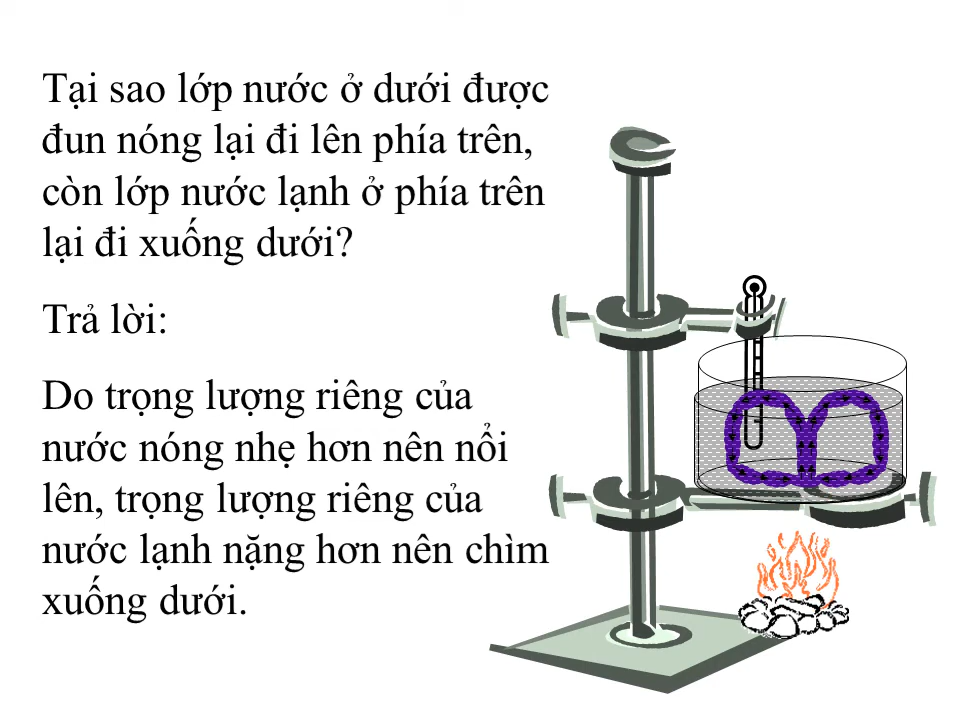 Tại sao lớp nước ở dưới được
đun nóng lại đi lên phía trên,
còn lớp nước lạnh ở phía trên
lại đi xuống dưới?
Trả lời:
Do trọng lượng riêng của
nước nóng nhẹ hơn nên nổi
lên, trọng lượng riêng của
nước lạnh nặng hơn nên chìm
xuống dưới.